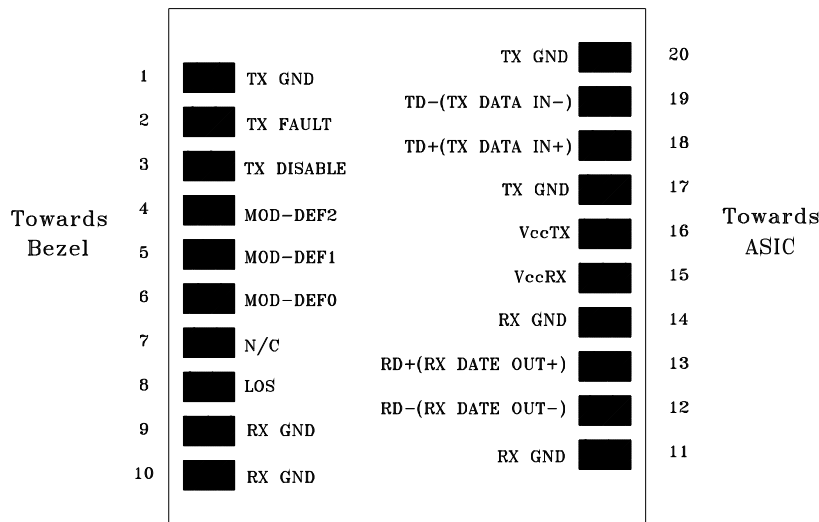 Towards
Bezel
1 TX GND
2 TX FAULT
3 TX DISABLE
4 MOD-DEF2
5 MOD-DEF1
6 MOD-DEF0
7 N/C
8 LOS
9 RX GND
10 RX GND
TX GND 20
TD-(TX DATA IN-) 19
TD+(TX DATA IN+) 18
TX GND 17
VccTX 16
VccRX 15
RX GND 14
RD+(RX DATE OUT+) 13
RD-(RX DATE OUT-) 12
RX GND 11
Towards
ASIC